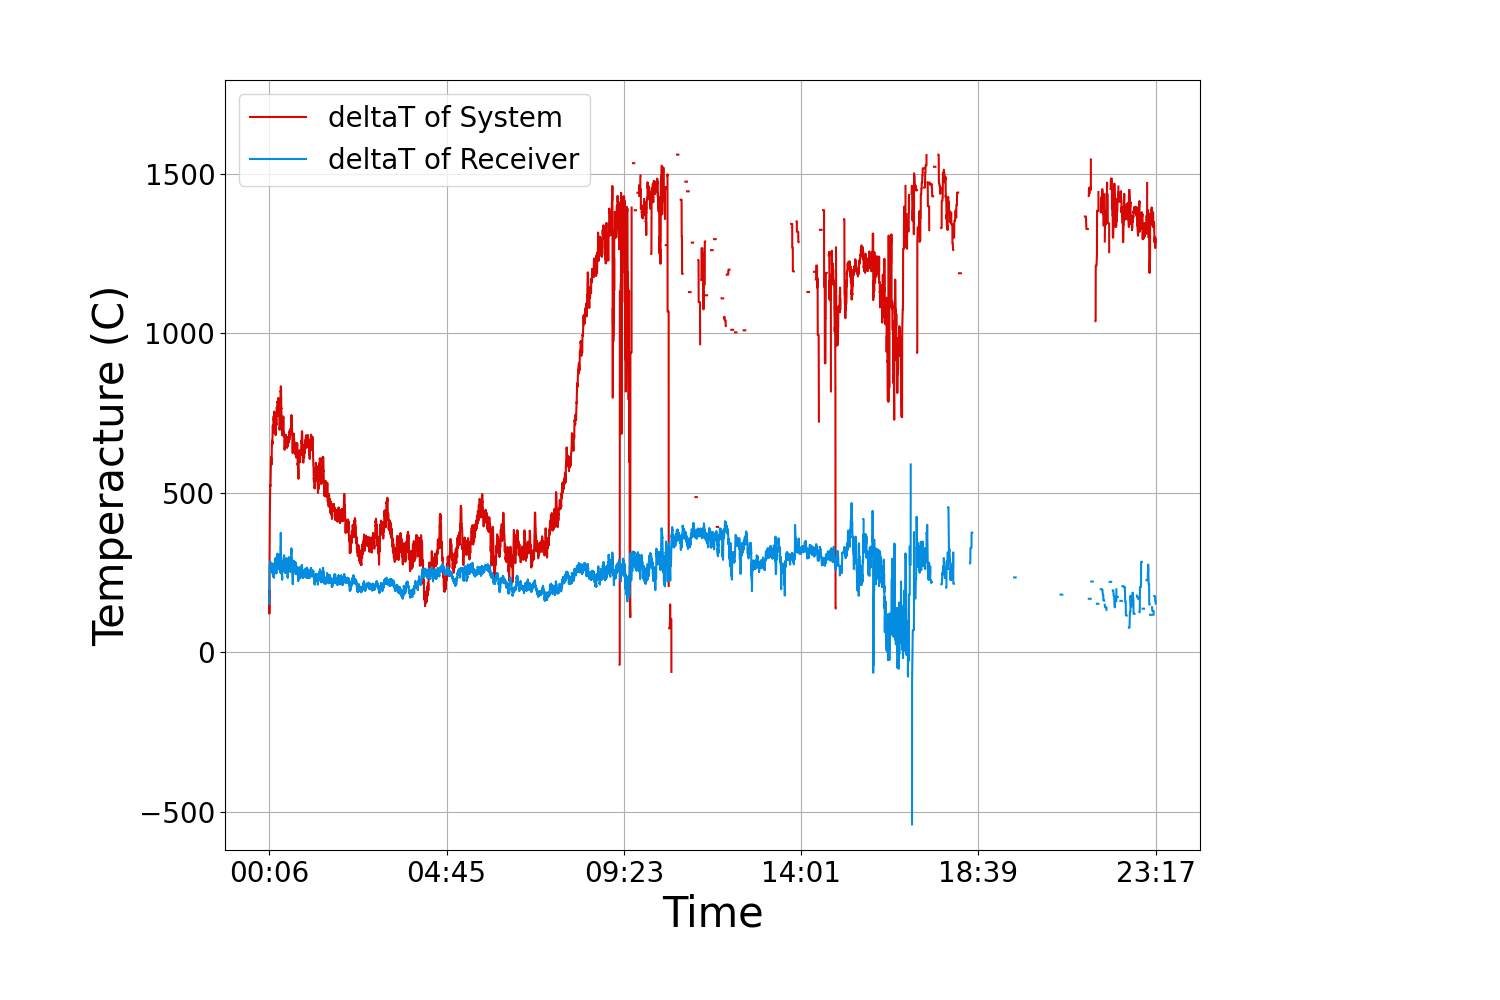 deltaT of System
deltaT of Receiver
1500
1000
500
0
−500
Temperacture (C)
00:06 04:45 09:23 14:01 18:39 23:17
Time